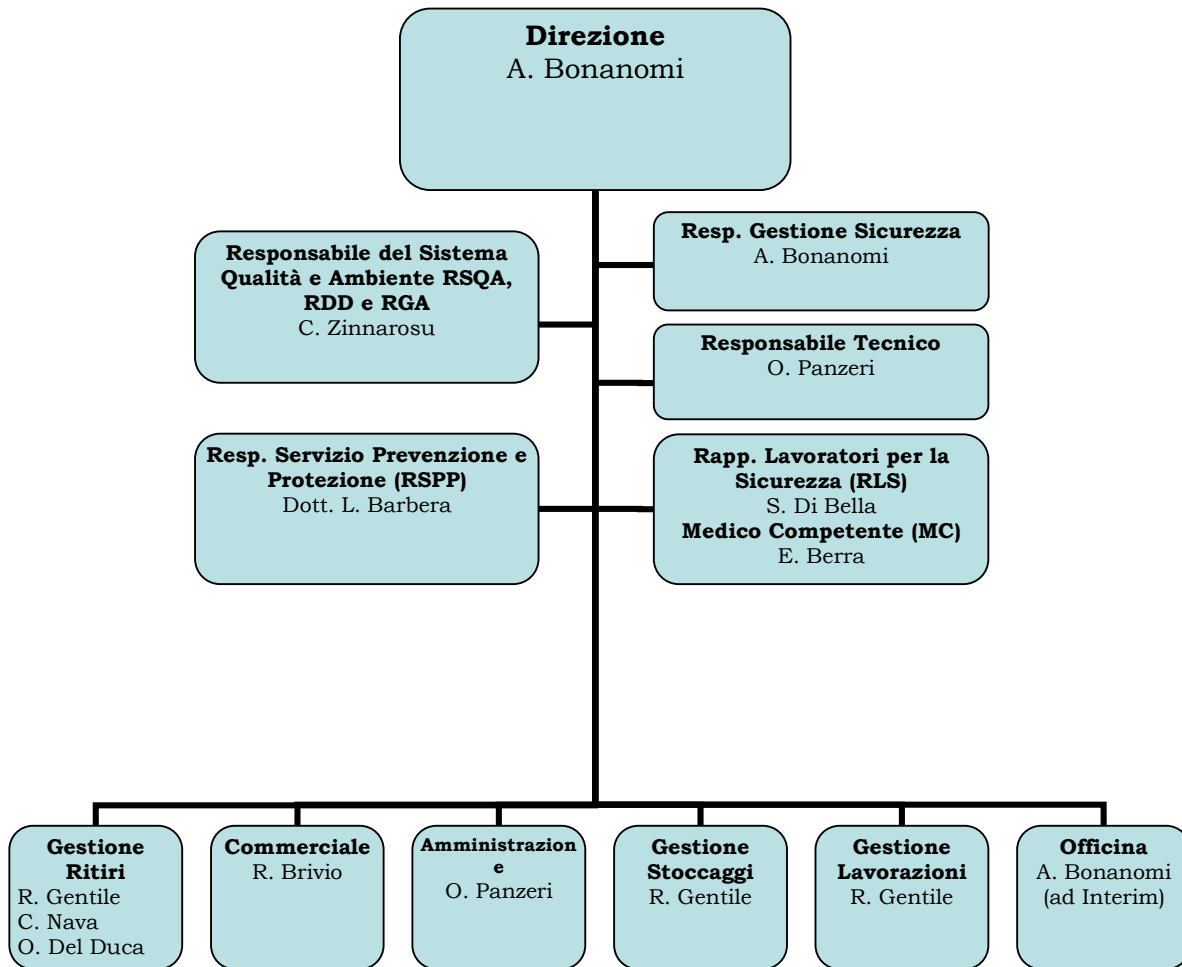 Direzione
A. Bonanomi
Responsabile del Sistema
Qualità e Ambiente RSQA,
RDD e RGA
C. Zinnarosu
Resp. Gestione Sicurezza
A. Bonanomi
Responsabile Tecnico
O. Panzeri
Resp. Servizio Prevenzione e
Protezione (RSPP)
Dott. L. Barbera
Rapp. Lavoratori per la
Sicurezza (RLS)
S. Di Bella
Medico Competente (MC)
E. Berra
Gestione
Ritiri
R. Gentile
C. Nava
O. Del Duca
Commerciale
R. Brivio
Amministrazion
e
O. Panzeri
Gestione
Stoccaggi
R. Gentile
Gestione
Lavorazioni
R. Gentile
Officina
A. Bonanomi
(ad Interim)